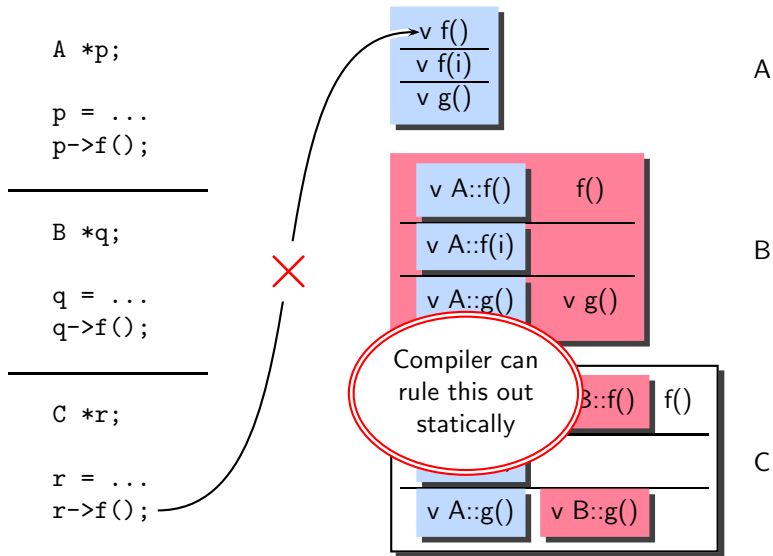 A *p;
p = ...
p->f();
B *q;
q = ...
q->f();
C *r;
r = ...
r->f();
v f()
v f(i)
v g()
A
v A::f() f()
v A::f(i)
v A::g() v g()
B
Compiler can
rule this out
statically
B::f() f()
v A::g() v B::g()
C